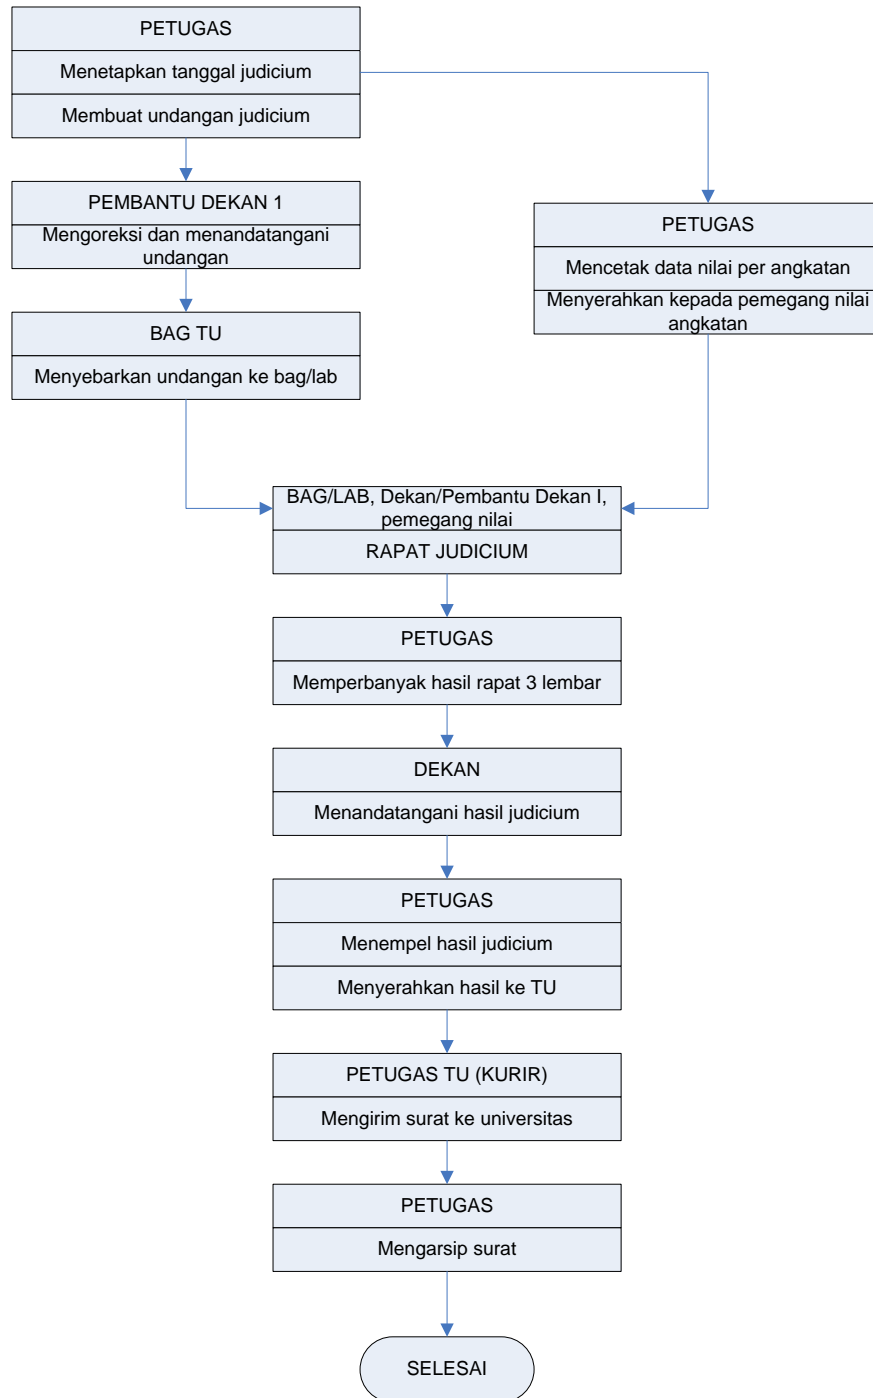 PETUGAS
Menetapkan tanggal judicium
Membuat undangan judicium
PEMBANTU DEKAN 1
Mengoreksi dan menandatangani
undangan
BAG TU
Menyebarkan undangan ke bag/lab
PETUGAS
Mencetak data nilai per angkatan
Menyerahkan kepada pemegang nilai
angkatan
BAG/LAB, Dekan/Pembantu Dekan I,
pemegang nilai
RAPAT JUDICIUM
PETUGAS
Memperbanyak hasil rapat 3 lembar
DEKAN
Menandatangani hasil judicium
PETUGAS
Menempel hasil judicium
Menyerahkan hasil ke TU
PETUGAS TU (KURIR)
Mengirim surat ke universitas
PETUGAS
Mengarsip surat
SELESAI